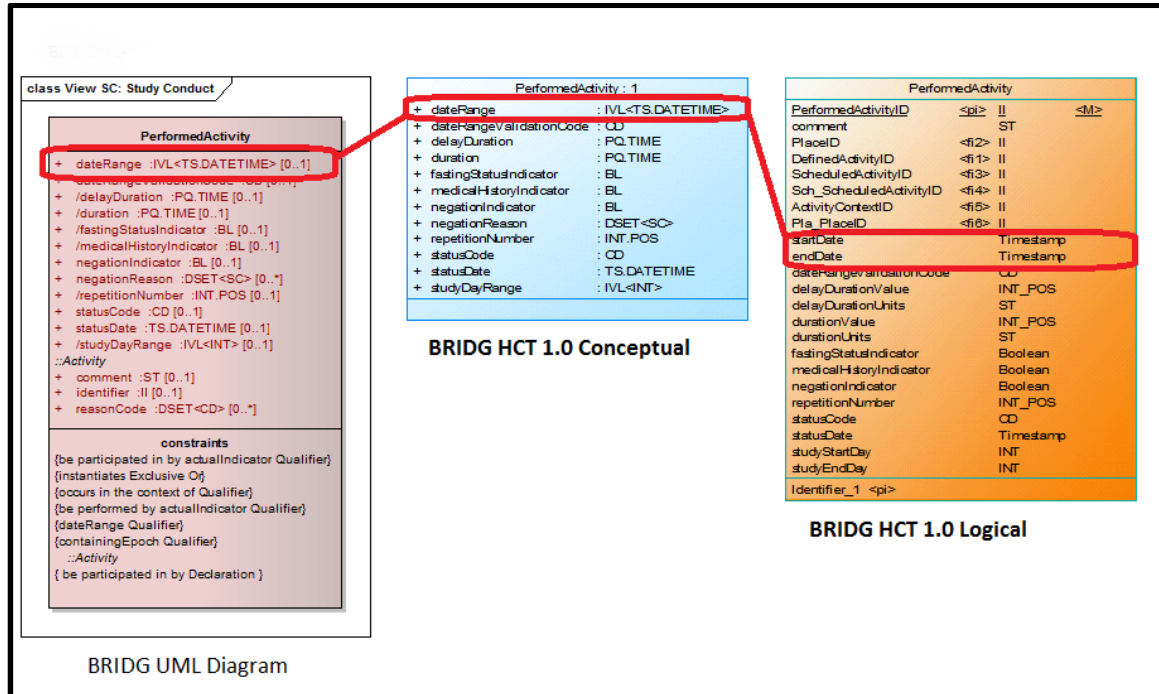 class View SC: Study Conduct
PerformedActivity
+ dateRange :IVL<TS.DATETIME> [0..1]
+ dateRangeValidationCode :CD [0..1]
+ /delayDuration :PQ.TIME [0..1]
+ /duration :PQ.TIME [0..1]
+ /fastingStatusIndicator :BL [0..1]
+ /medicalHistoryIndicator :BL [0..1]
+ negationIndicator :BL [0..1]
+ negationReason :DSET<SC> [0..*]
+ /repetitionNumber :INT.POS [0..1]
+ statusCode :CD [0..1]
+ statusDate :TS.DATETIME [0..1]
+ /studyDayRange :IVL<INT> [0..1]
::Activity
+ comment :ST [0..1]
+ identifier :II [0..1]
+ reasonCode :DSET<CD> [0..*]
constraints
{be participated in by actualIndicator Qualifier}
{instantiates Exclusive Or}
{occurs in the context of Qualifier}
{be performed by actualIndicator Qualifier}
{dateRange Qualifier}
{containingEpoch Qualifier}
::Activity
{ be participated in by Declaration }
BRIDG UML Diagram
PerformedActivity : 1
+ dateRange : IVL<TS.DATETIME>
+ dateRangeValidationCode : CD
+ delayDuration : PQ.TIME
+ duration : PQ.TIME
+ fastingStatusIndicator : BL
+ medicalHistoryIndicator : BL
+ negationIndicator : BL
+ negationReason : DSET<SC>
+ repetitionNumber : INT.POS
+ statusCode : CD
+ statusDate : TS.DATETIME
+ studyDayRange : IVL<INT>
BRIDG HCT 1.0 Conceptual
PerformedActivity
PerformedActivityID <pi> II <M>
comment ST
PlaceID <fi2> II
DefinedActivityID <fi1> II
ScheduledActivityID <fi3> II
Sch_ScheduledActivityID <fi4> II
ActivityContextID <fi5> II
Pla_PlaceID <fi6> II
startDate Timestamp
endDate Timestamp
dateRangeValidationCode CD
delayDurationValue INT_POS
delayDurationUnits ST
durationValue INT_POS
durationUnits ST
fastingStatusIndicator Boolean
medicalHistoryIndicator Boolean
negationIndicator Boolean
repetitionNumber INT_POS
statusCode CD
statusDate Timestamp
studyStartDay INT
studyEndDay INT
Identifier_1 <pi>
BRIDG HCT 1.0 Logical